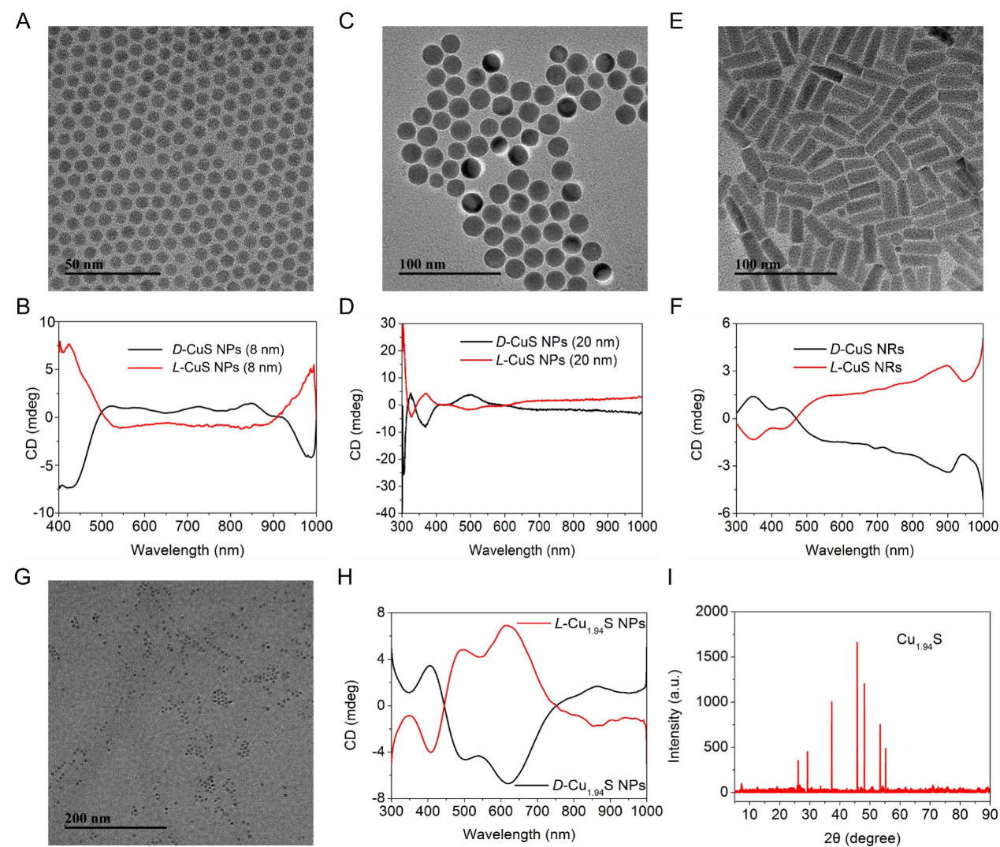 A
C
E
50 nm
100 nm
100 nm
B
D
F
10
5
0
-5
-10
CD (mdeg)
D-CuS NPs (8 nm)
L-CuS NPs (8 nm)
400 500 600 700 800 900 1000
Wavelength (nm)
30
20
10
0
-10
-20
-30
-40
CD (mdeg)
D-CuS NPs (20 nm)
L-CuS NPs (20 nm)
300 400 500 600 700 800 900 1000
Wavelength (nm)
6
3
0
-3
-6
CD (mdeg)
D-CuS NRs
L-CuS NRs
300 400 500 600 700 800 900 1000
Wavelength (nm)
G
H
I
200 nm
8
4
0
-4
-8
CD (mdeg)
L-Cu1.94S NPs
D-Cu1.94S NPs
300 400 500 600 700 800 900 1000
Wavelength (nm)
2000
1500
1000
500
0
Intensity (a.u.)
Cu1.94S
10 20 30 40 50 60 70 80 90
2θ (degree)